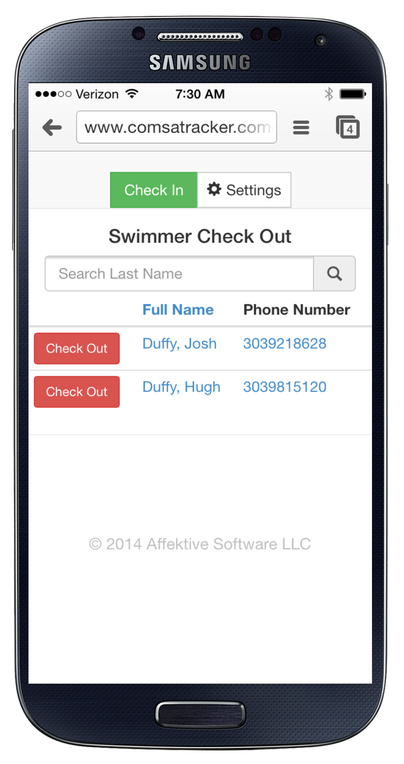 SAMSUNG
Verizon 7:30 AM
www.comsatracker.com
4
Check In Settings
Swimmer Check Out
Search Last Name
Full Name Phone Number
Check Out Duffy, Josh 3039218628
Check Out Duffy, Hugh 3039815120
© 2014 Affektive Software LLC